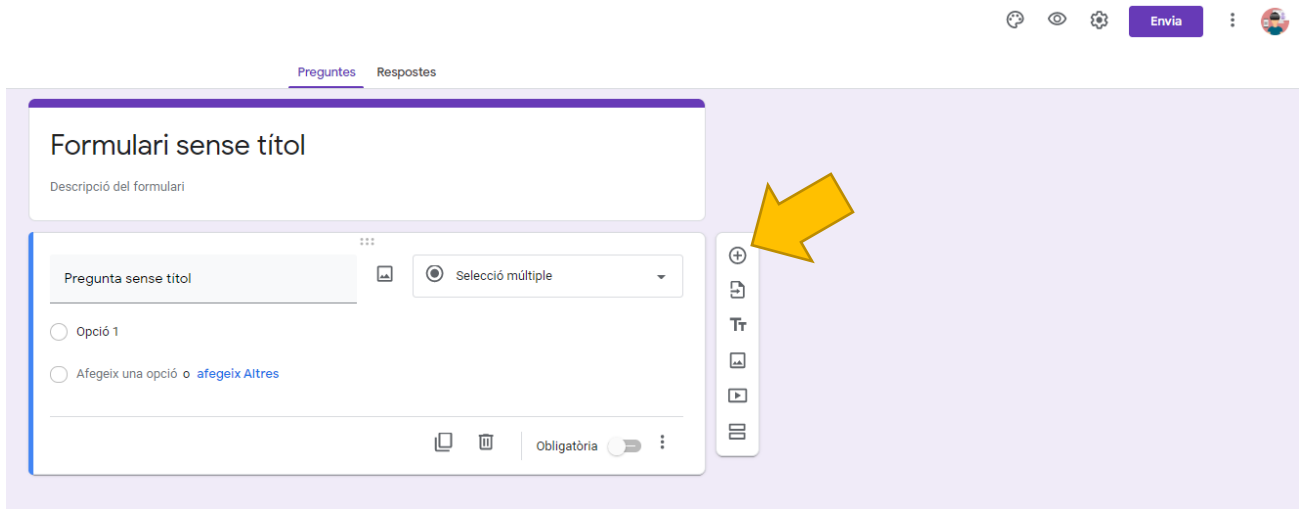 Envia
Preguntes Respostes
Formulari sense títol
Descripció del formulari
Pregunta sense títol Selecció múltiple
Opció 1
Afegeix una opció o afegeix Altres
Obligatòria